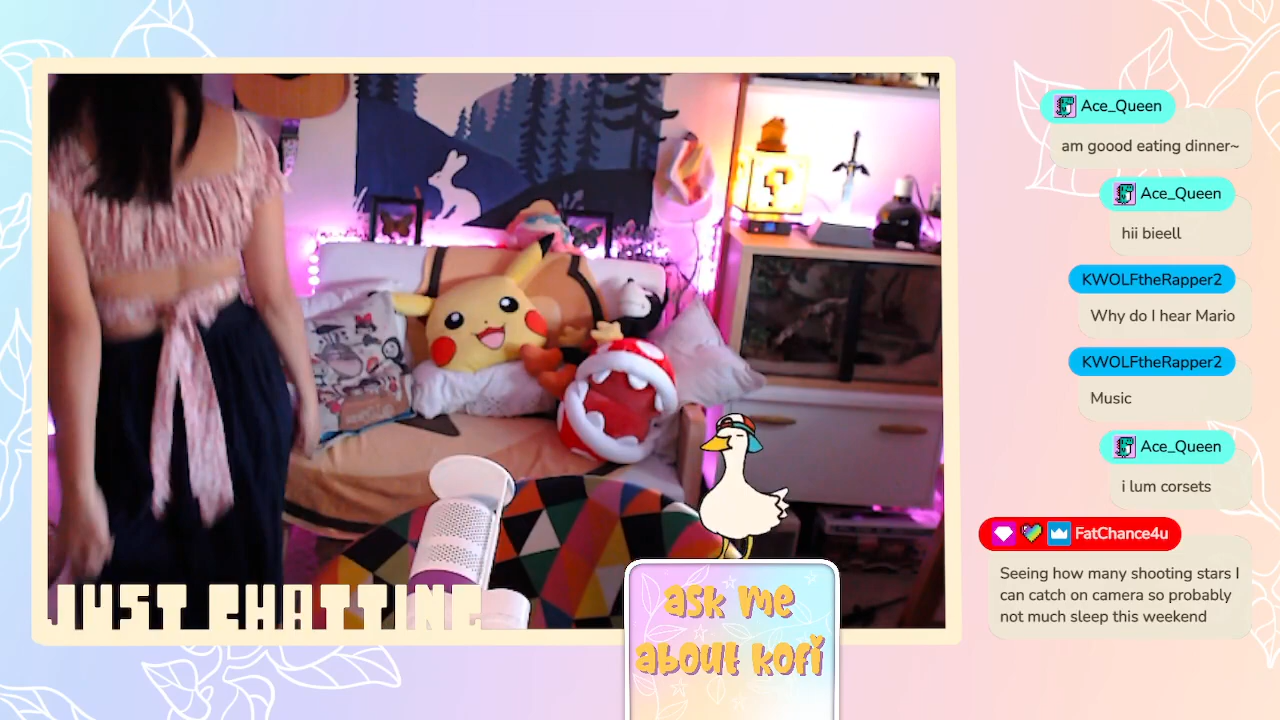 Ace_Queen
am goood eating dinner~
Ace_Queen
hii bieell
KWOLFtheRapper2
Why do I hear Mario
KWOLFtheRapper2
Music
Ace_Queen
i lum corsets
FatChance4u
Seeing how many shooting stars I
can catch on camera so probably
not much sleep this weekend
?
JUST CHATTING
ask me
about kofi